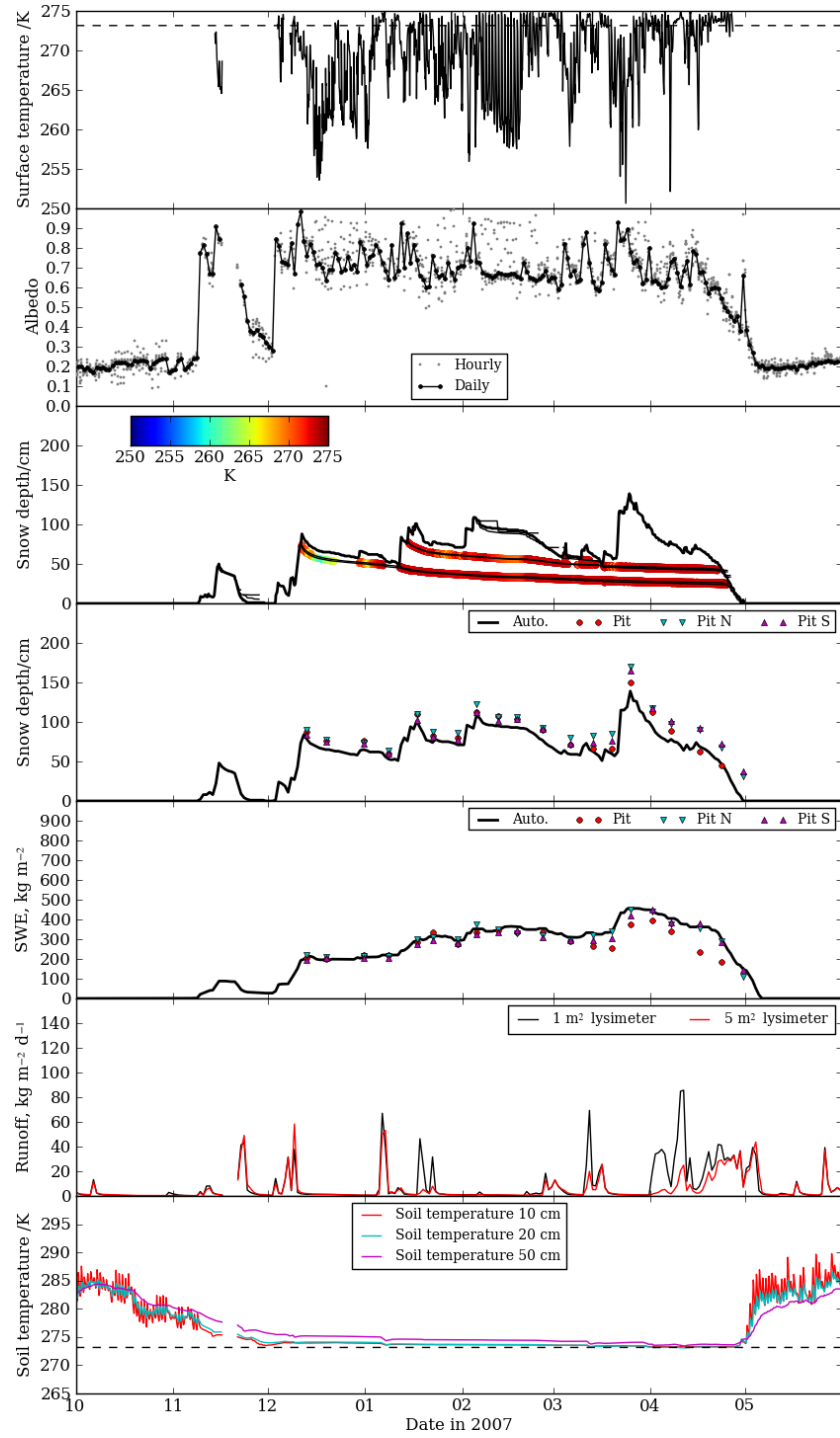 Surface temperature /K
275
270
265
260
255
250
Albedo
0.9
0.8
0.7
0.6
0.5
0.4
0.3
0.2
0.1
0.0
Hourly
Daily
Snow depth/cm
200
150
100
50
0
250 255 260 265 270 275
K
Snow depth/cm
200
150
100
50
0
Auto. Pit Pit N Pit S
SWE, kg m⁻²
900
800
700
600
500
400
300
200
100
0
Auto. Pit Pit N Pit S
Runoff, kg m⁻² d⁻¹
140
120
100
80
60
40
20
0
1 m² lysimeter 5 m² lysimeter
Soil temperature /K
295
290
285
280
275
270
265
Soil temperature 10 cm
Soil temperature 20 cm
Soil temperature 50 cm
10 11 12 01 02 03 04 05
Date in 2007